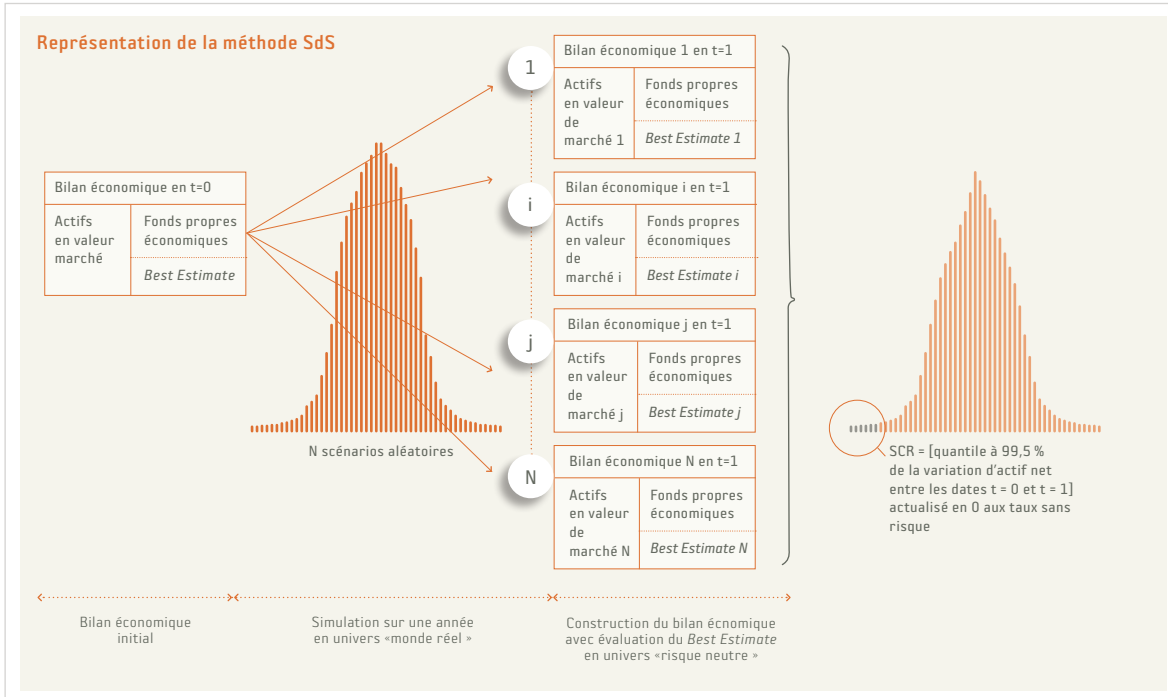 Représentation de la méthode SdS
Bilan économique en t=0
Actifs
en valeur
marché
Fonds propres
économiques
Best Estimate
N scénarios aléatoires
1
Bilan économique 1 en t=1
Actifs
en valeur
de
marché 1
Fonds propres
économiques
Best Estimate 1
i
Bilan économique i en t=1
Actifs
en valeur
de
marché i
Fonds propres
économiques
Best Estimate i
j
Bilan économique j en t=1
Actifs
en valeur
de
marché j
Fonds propres
économiques
Best Estimate j
N
Bilan économique N en t=1
Actifs
en valeur
de
marché N
Fonds propres
économiques
Best Estimate N
SCR = [quantile à 99,5 %
de la variation d'actif net
entre les dates t = 0 et t = 1]
actualisé en 0 aux taux sans
risque
Bilan économique
initial
Simulation sur une année
en univers «monde réel »
Construction du bilan écnomique
avec évaluation du Best Estimate
en univers «risque neutre »